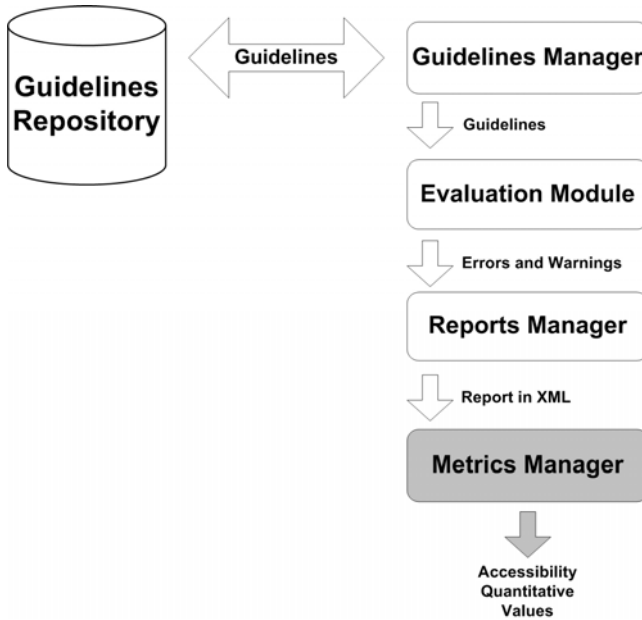 Guidelines
Repository
Guidelines
Guidelines Manager
Guidelines
Evaluation Module
Errors and Warnings
Reports Manager
Report in XML
Metrics Manager
Accessibility
Quantitative
Values